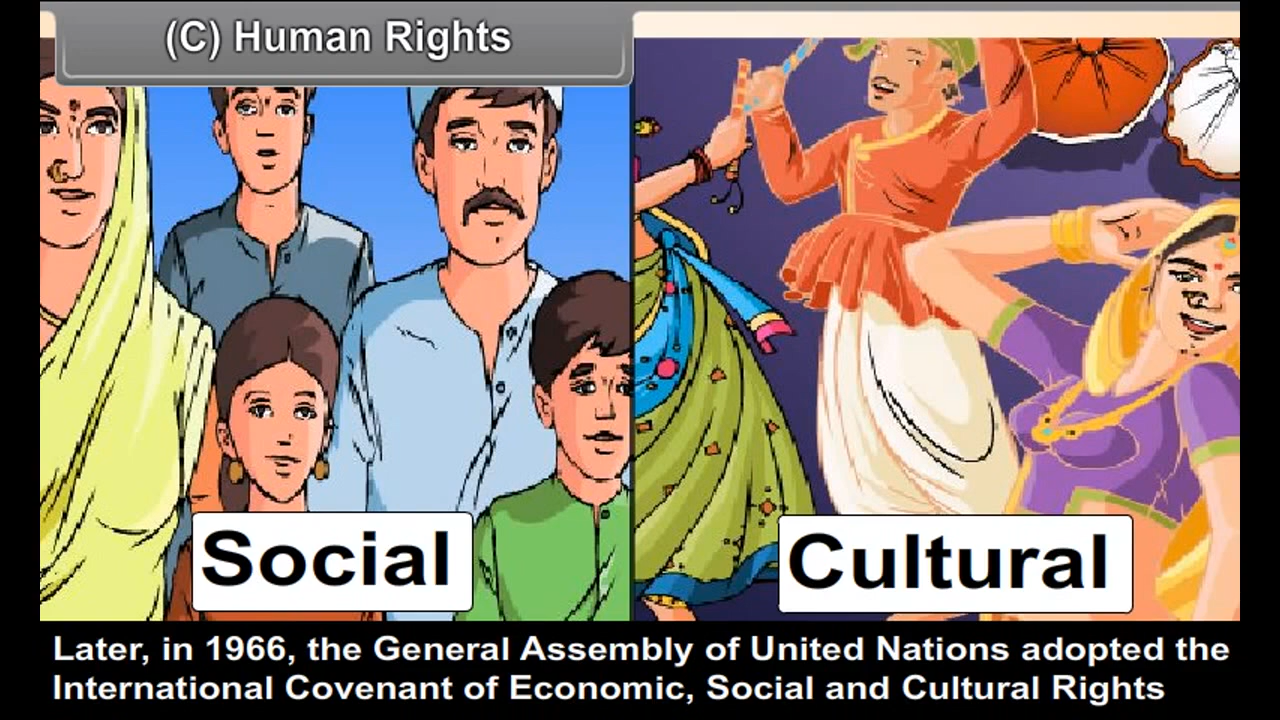 (C) Human Rights
Social
Cultural
Later, in 1966, the General Assembly of United Nations adopted the
International Covenant of Economic, Social and Cultural Rights